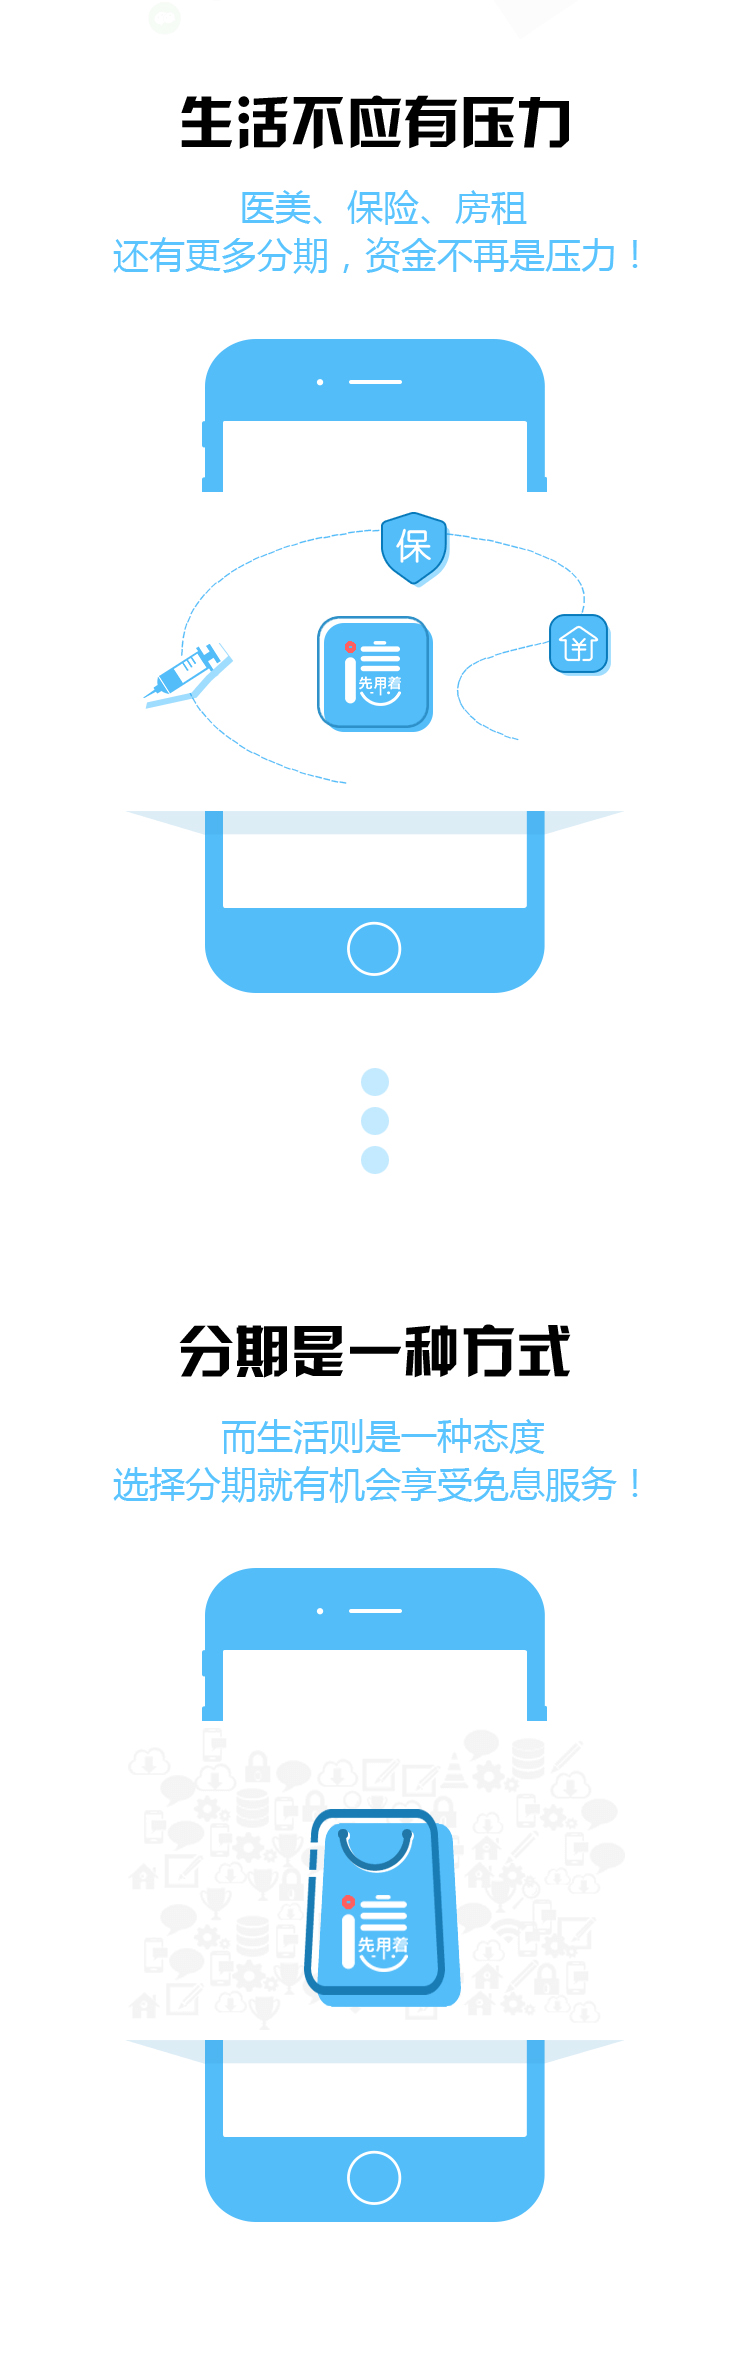 生活不应有压力
医美、保险、房租
还有更多分期，资金不再是压力！
保
先用着
分期是一种方式
而生活则是一种态度
选择分期就有机会享受免息服务！
先用着